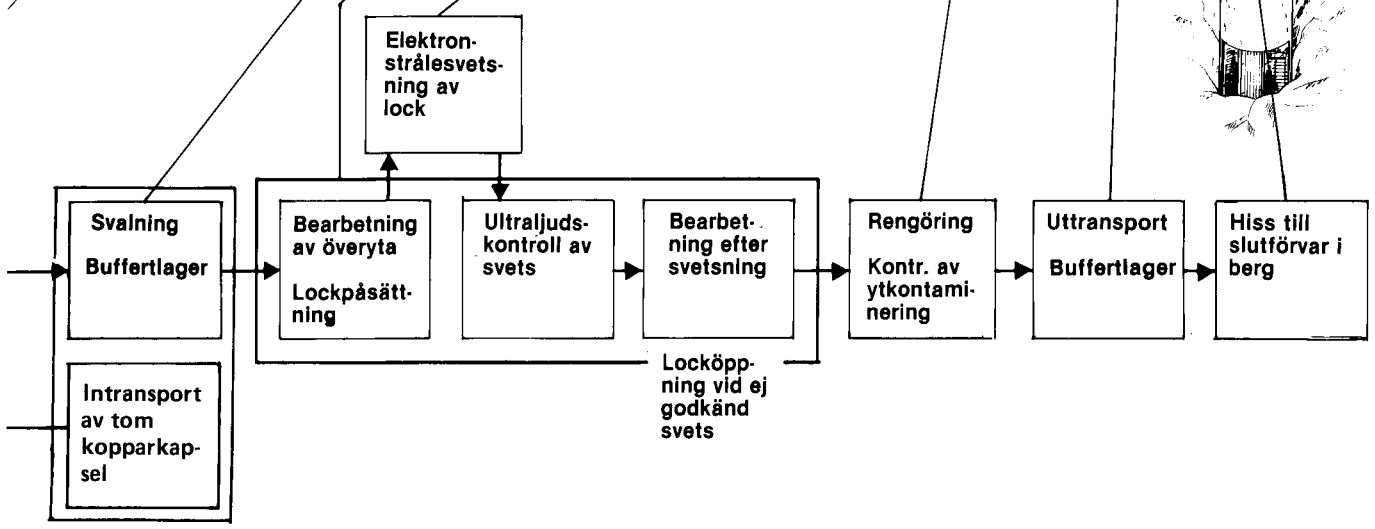 Elektron-
strålesvets-
ning av
lock
Svalning
Buffertlager
Bearbetning
av överyta
Lockpåsätt-
ning
Ultraljuds-
kontroll av
svets
Bearbet-
ning efter
svetsning
Rengöring
Kontr. av
ytkontami-
nering
Uttransport
Buffertlager
Hiss till
slutförvar i
berg
Intransport
av tom
kopparkap-
sel
Locköpp-
ning vid ej
godkänd
svets